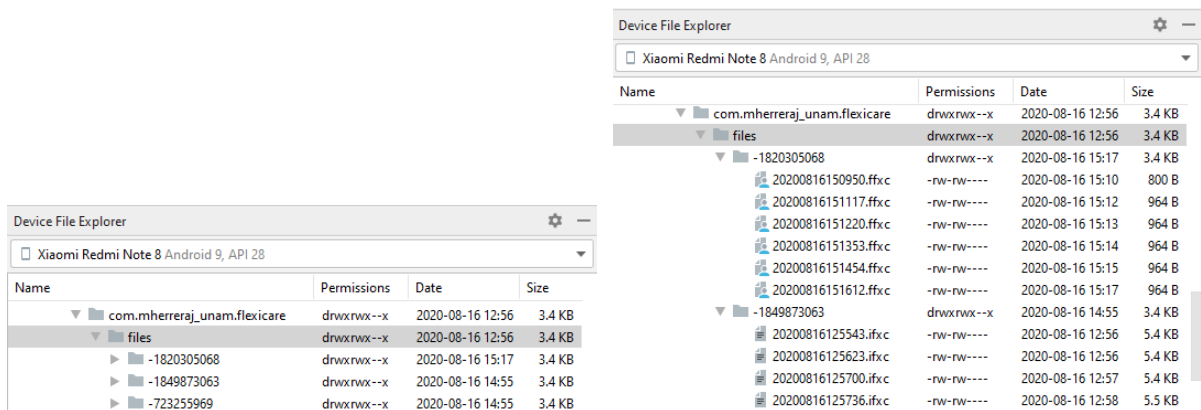 Device File Explorer
Xiaomi Redmi Note 8 Android 9, API 28
Name Permissions Date Size
com.mherreraj_unam.flexicare drwxrwx--x 2020-08-16 12:56 3.4 KB
files drwxrwx--x 2020-08-16 12:56 3.4 KB
-1820305068 drwxrwx--x 2020-08-16 15:17 3.4 KB
-1849873063 drwxrwx--x 2020-08-16 14:55 3.4 KB
-723255969 drwxrwx--x 2020-08-16 14:55 3.4 KB
Device File Explorer
Xiaomi Redmi Note 8 Android 9, API 28
Name Permissions Date Size
com.mherreraj_unam.flexicare drwxrwx--x 2020-08-16 12:56 3.4 KB
files drwxrwx--x 2020-08-16 12:56 3.4 KB
-1820305068 drwxrwx--x 2020-08-16 15:17 3.4 KB
20200816150950.ffxc -rw-rw---- 2020-08-16 15:10 800 B
20200816151117.ffxc -rw-rw---- 2020-08-16 15:12 964 B
20200816151220.ffxc -rw-rw---- 2020-08-16 15:13 964 B
20200816151353.ffxc -rw-rw---- 2020-08-16 15:14 964 B
20200816151454.ffxc -rw-rw---- 2020-08-16 15:15 964 B
20200816151612.ffxc -rw-rw---- 2020-08-16 15:17 964 B
-1849873063 drwxrwx--x 2020-08-16 14:55 3.4 KB
20200816125543.ifxc -rw-rw---- 2020-08-16 12:56 5.4 KB
20200816125623.ifxc -rw-rw---- 2020-08-16 12:56 5.4 KB
20200816125700.ifxc -rw-rw---- 2020-08-16 12:57 5.4 KB
20200816125736.ifxc -rw-rw---- 2020-08-16 12:58 5.5 KB